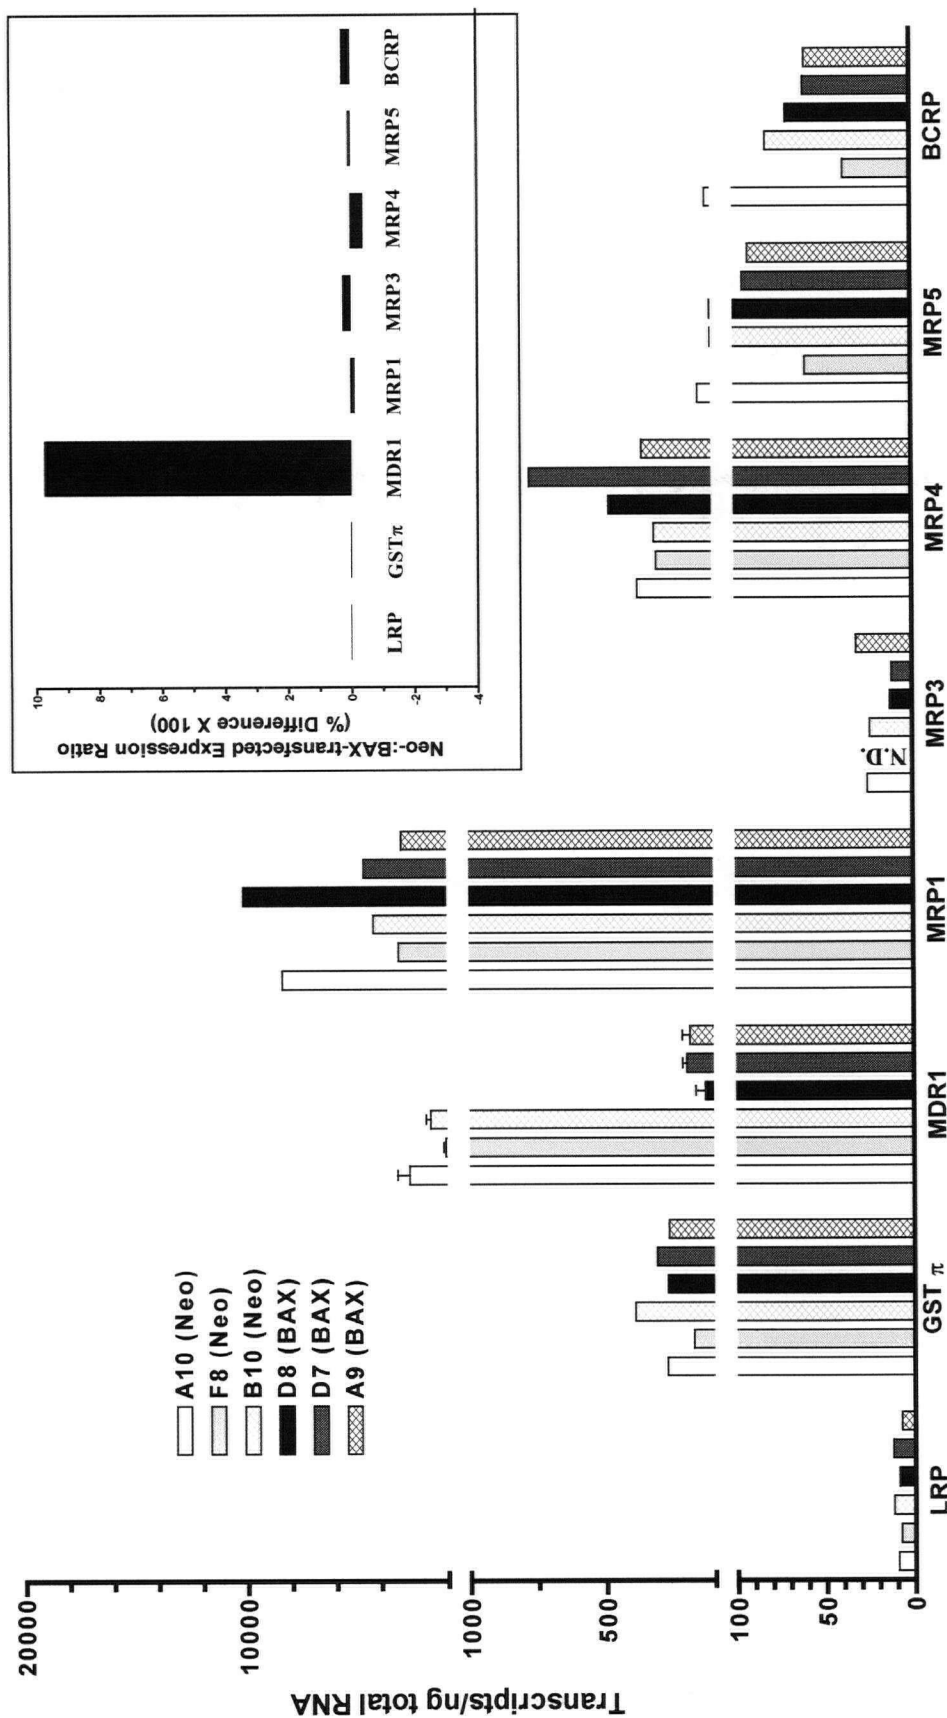 Transcripts/ng total RNA
20000
10000
1000
500
100
50
0
A10 (Neo)
F8 (Neo)
B10 (Neo)
D8 (BAX)
D7 (BAX)
A9 (BAX)
Neo-:BAX-transfected Expression Ratio
(% Difference X 100)
10
8
6
4
2
0
-2
-4
LRP
GSTπ
MDR1
MRP1
MRP3
MRP4
MRP5
BCRP
N.D.
LRP
GST π
MDR1
MRP1
MRP3
MRP4
MRP5
BCRP